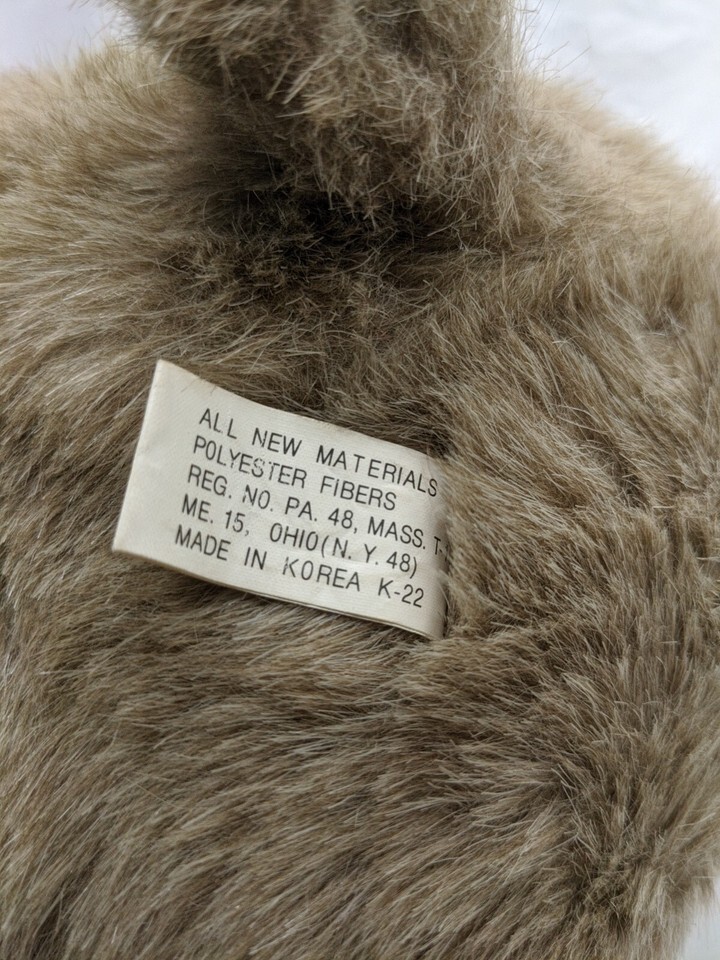 ALL NEW MATERIALS
POLYESTER FIBERS
REG. NO. PA. 48, MASS. T-
ME. 15, OHIO(N. Y. 48)
MADE IN KOREA K-22